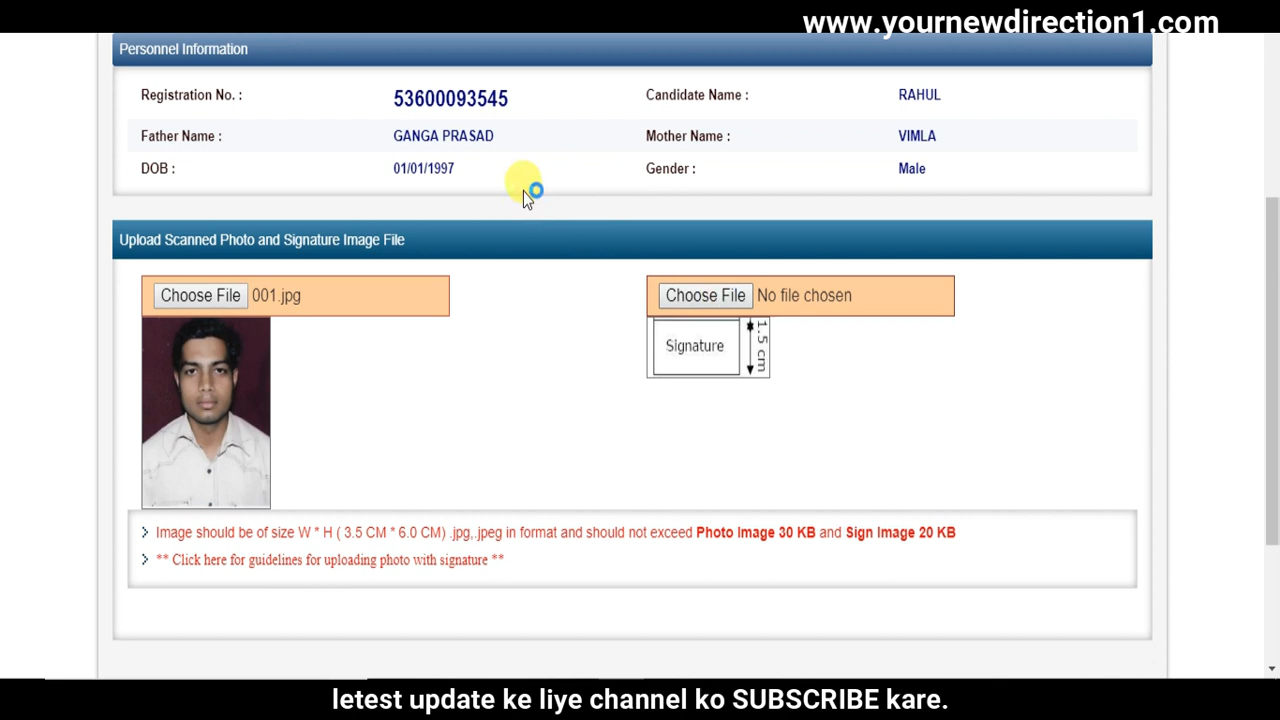 www.yournewdirection1.com
Personnel Information
Registration No. : 53600093545 Candidate Name : RAHUL
Father Name : GANGA PRASAD Mother Name : VIMLA
DOB : 01/01/1997 Gender : Male
Upload Scanned Photo and Signature Image File
Choose File 001.jpg Choose File No file chosen
Signature 1.5 cm
Image should be of size W * H ( 3.5 CM * 6.0 CM) .jpg,.jpeg in format and should not exceed Photo Image 30 KB and Sign Image 20 KB
** Click here for guidelines for uploading photo with signature **
letest update ke liye channel ko SUBSCRIBE kare.